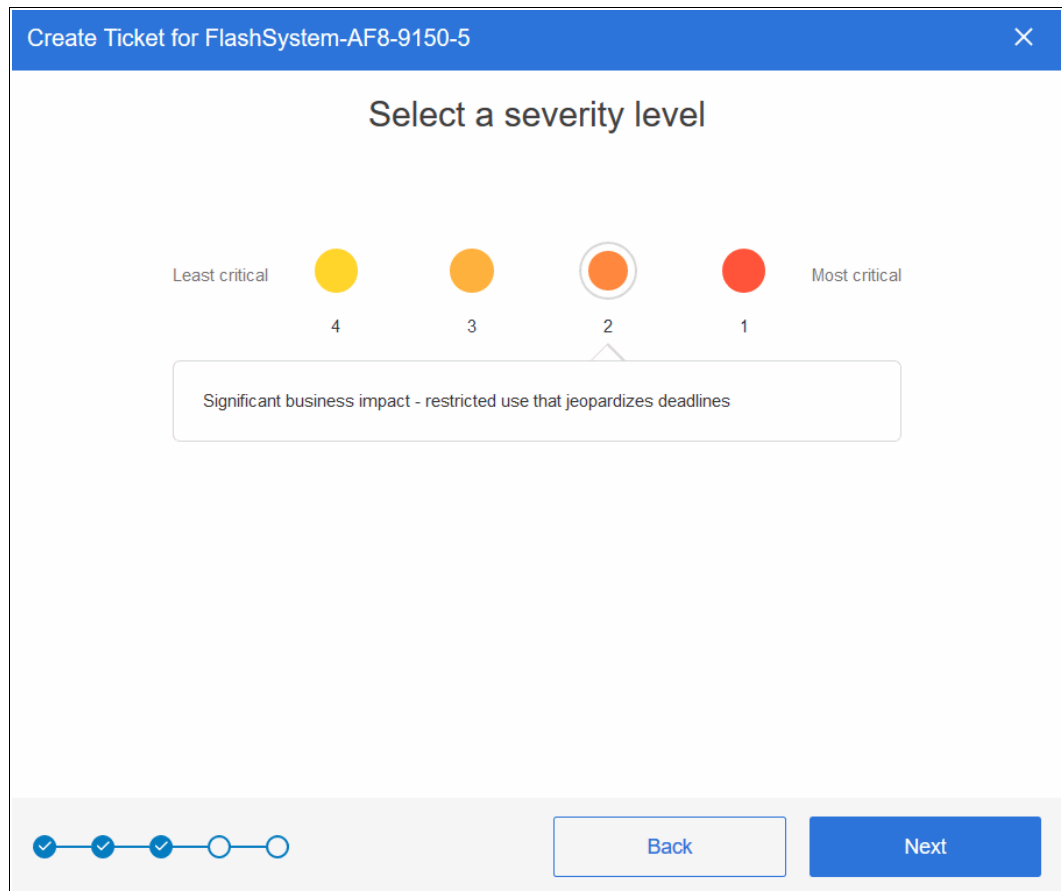 Create Ticket for FlashSystem-AF8-9150-5
Select a severity level
Least critical
Most critical
4 3 2 1
Significant business impact - restricted use that jeopardizes deadlines
Back
Next